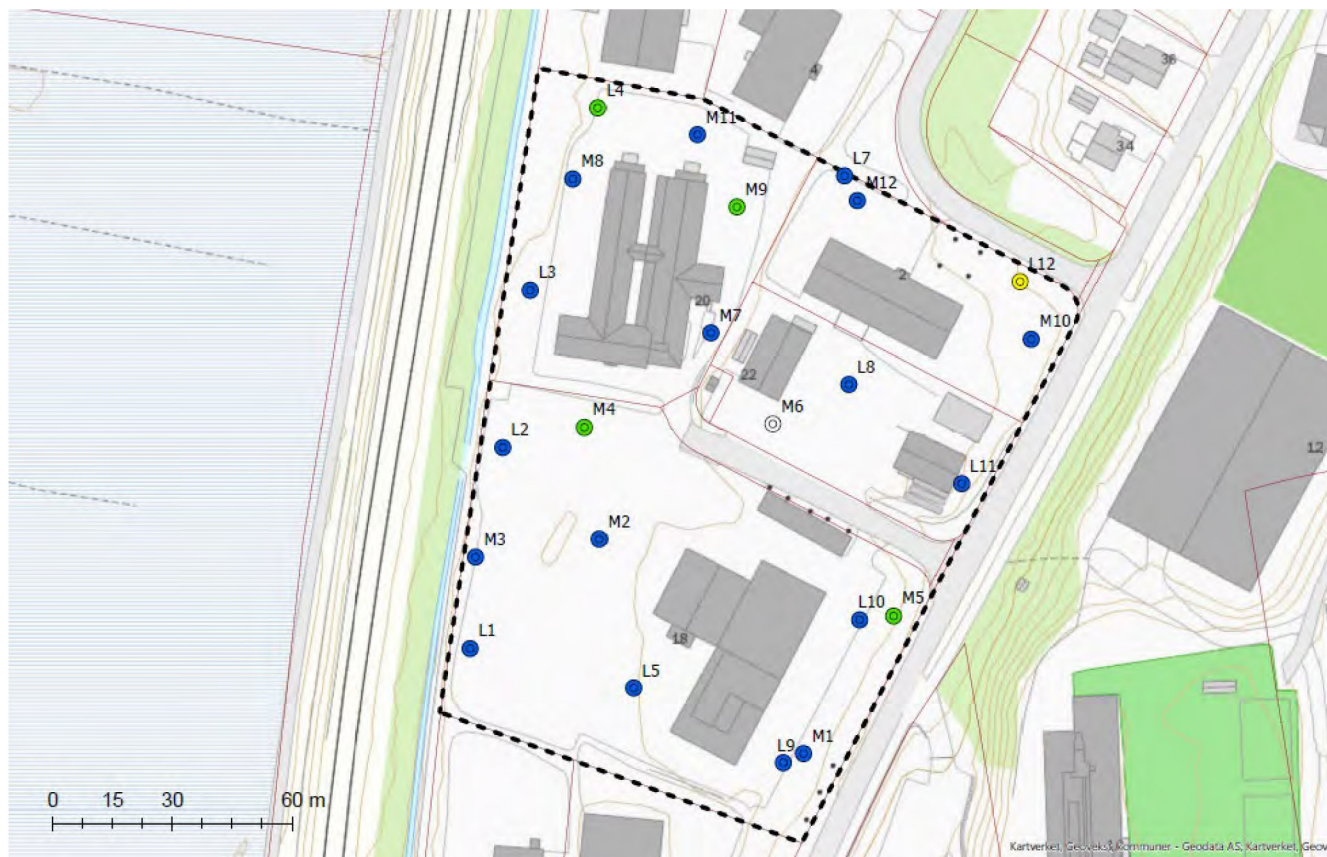 36
4
34
L4
M11
L7
M12
M8
M9
L3
20
M7
2
L12
M10
22
L8
M4
M6
L2
12
L11
M2
M3
L10
M5
18
L1
L5
L9
M1
0 15 30 60 m
Kartverket, Geovekst, Kommuner - Geodata AS, Kartverket, Geov